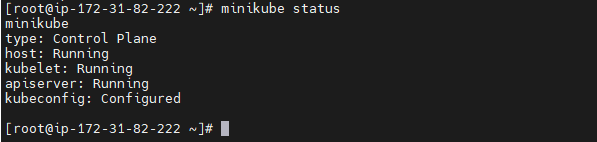 [root@ip-172-31-82-222 ~]# minikube status
minikube
type: Control Plane
host: Running
kubelet: Running
apiserver: Running
kubeconfig: Configured
[root@ip-172-31-82-222 ~]#